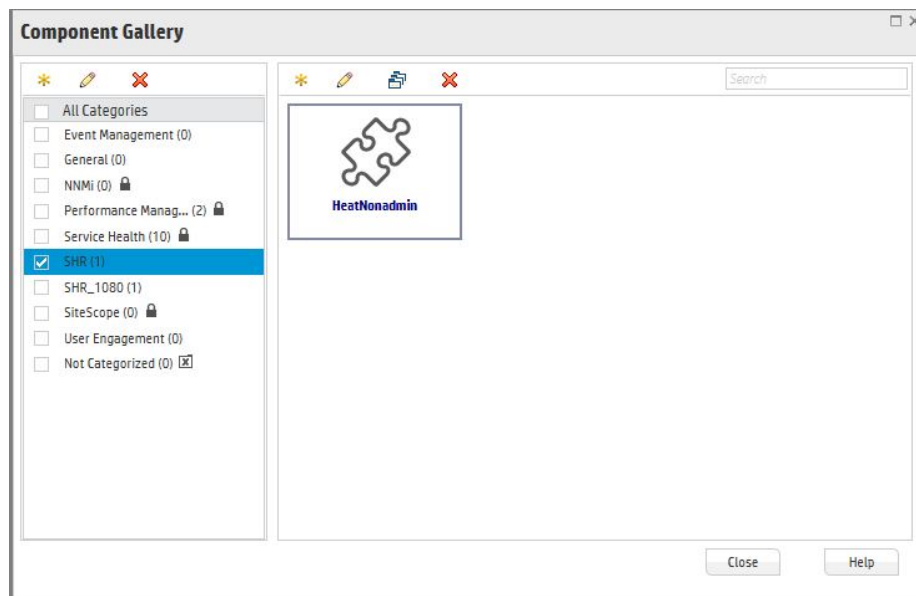 Component Gallery
Search
All Categories
Event Management (0)
General (0)
NNMi (0)
Performance Manag... (2)
Service Health (10)
SHR (1)
SHR_1080 (1)
SiteScope (0)
User Engagement (0)
Not Categorized (0)
HeatNonadmin
Close
Help